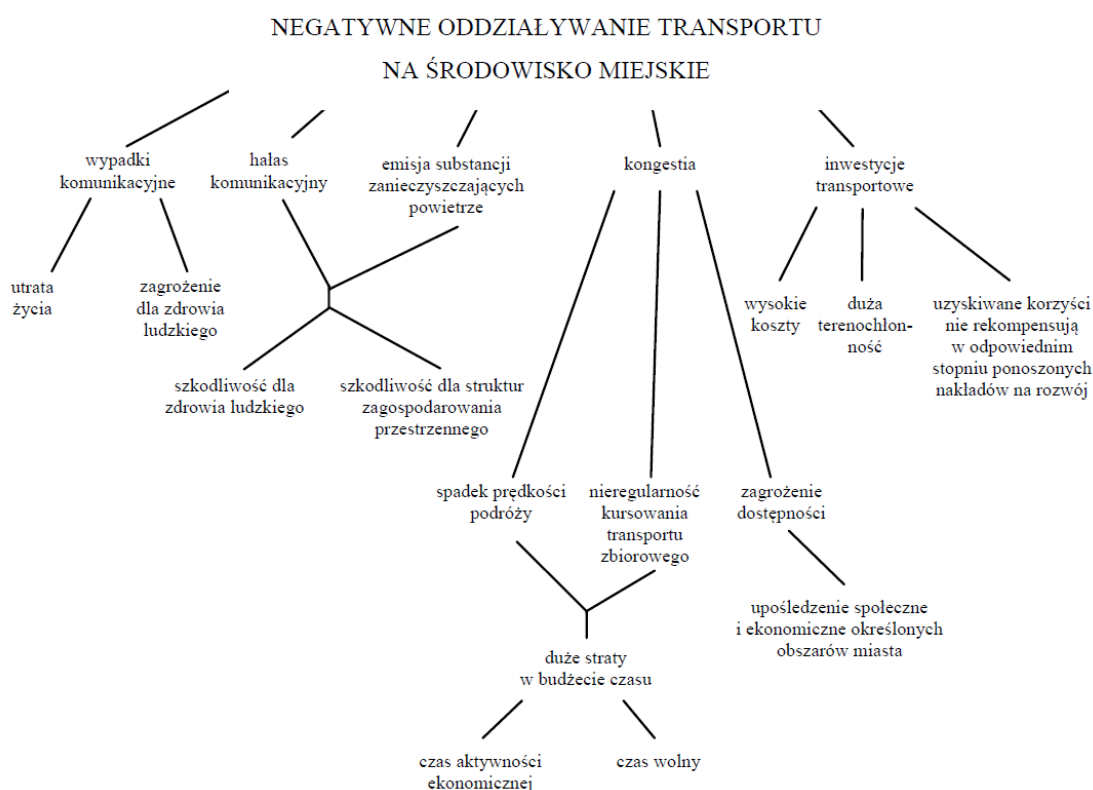 NEGATYWNE ODDZIAŁYWANIE TRANSPORTU
NA ŚRODOWISKO MIEJSKIE
wypadki
komunikacyjne
hałas
komunikacyjny
emisja substancji
zanieczyszczających
powietrze
kongestia
inwestycje
transportowe
utrata
życia
zagrożenie
dla zdrowia
ludzkiego
wysokie
koszty
duża
terenochłon-
ność
uzyskiwane korzyści
nie rekompensują
w odpowiednim
stopniu ponoszonych
nakładów na rozwój
szkodliwość dla
zdrowia ludzkiego
szkodliwość dla struktur
zagospodarowania
przestrzennego
spadek prędkości
podróży
nieregularność
kursowania
transportu
zbiorowego
zagrożenie
dostępności
upośledzenie społeczne
i ekonomiczne określonych
obszarów miasta
duże straty
w budżecie czasu
czas aktywności
ekonomicznej
czas wolny